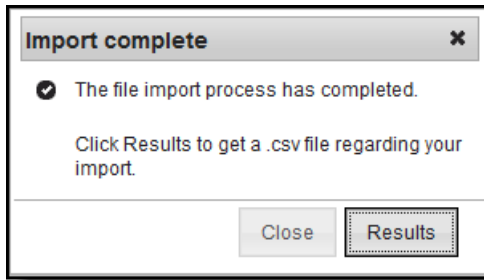 Import complete
The file import process has completed.
Click Results to get a .csv file regarding your
import.
Close
Results